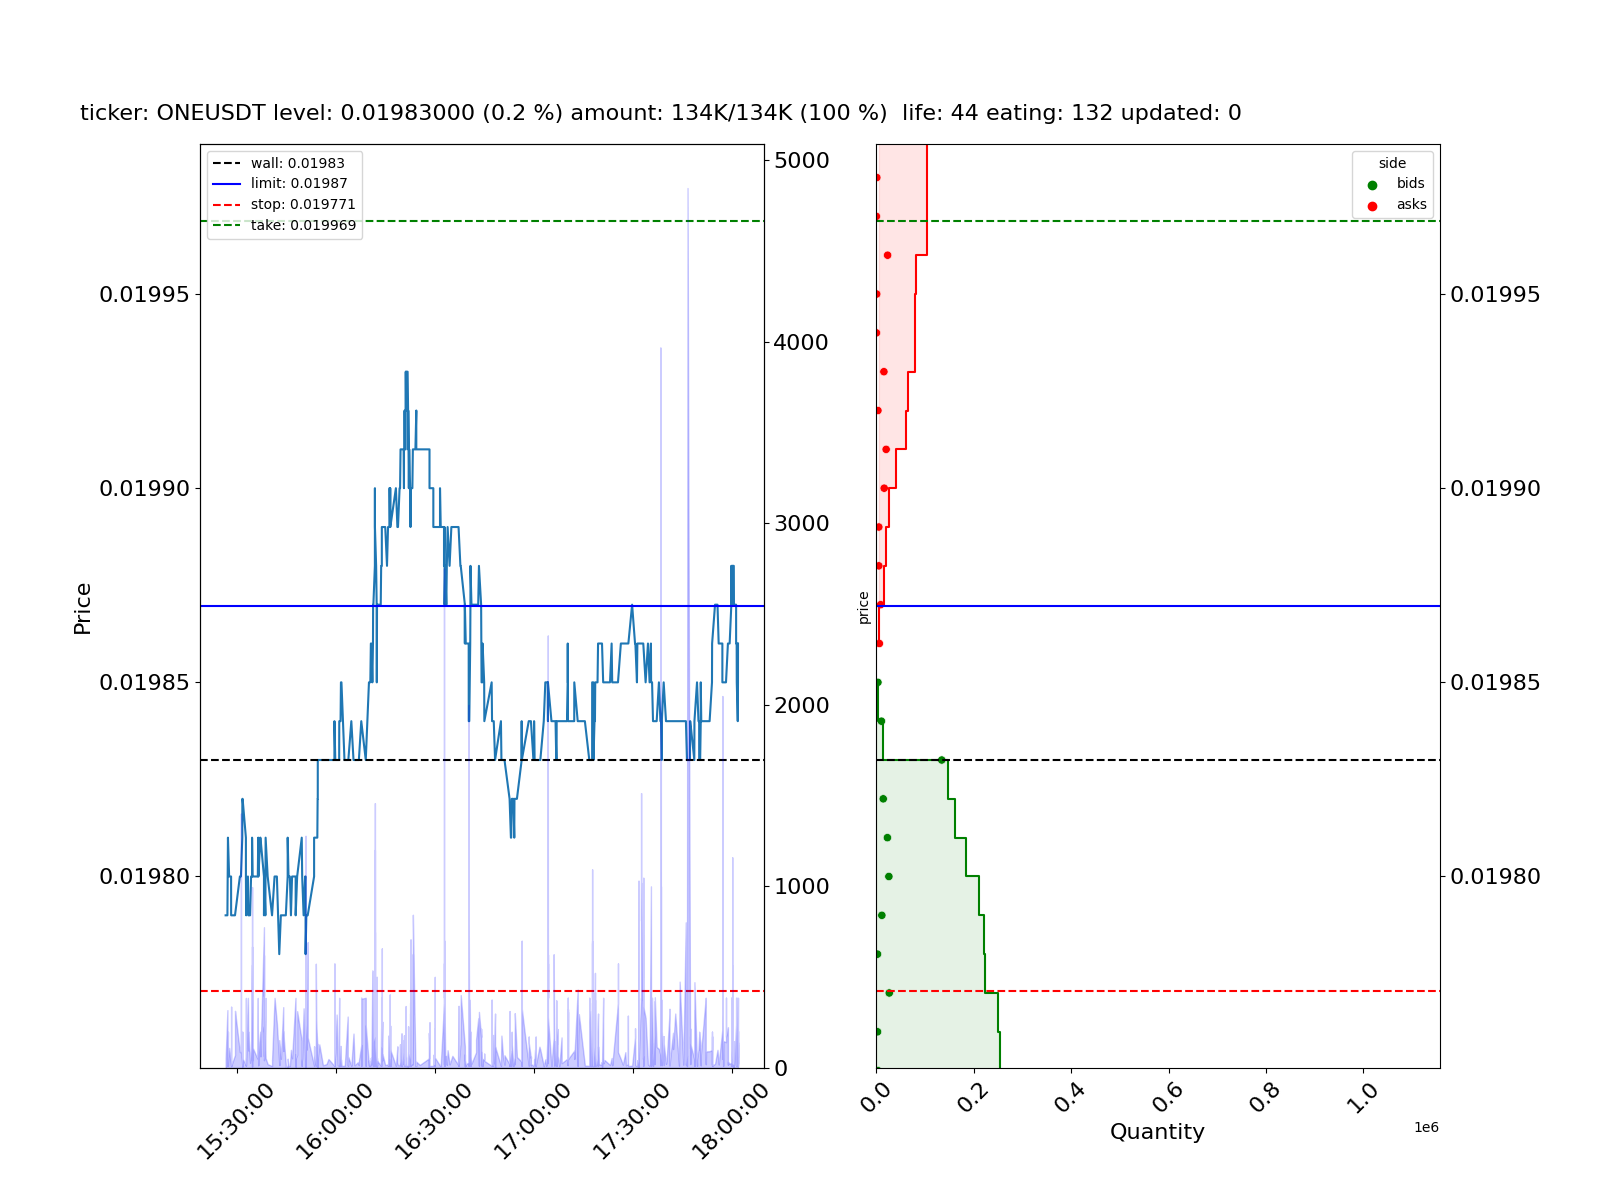 ticker: ONEUSDT level: 0.01983000 (0.2 %) amount: 134K/134K (100 %)  life: 44 eating: 132 updated: 0
wall: 0.01983
limit: 0.01987
stop: 0.019771
take: 0.019969
Price
0.01995
0.01990
0.01985
0.01980
5000
4000
3000
2000
1000
0
15:30:00
16:00:00
16:30:00
17:00:00
17:30:00
18:00:00
side
bids
asks
price
0.01995
0.01990
0.01985
0.01980
0.0
0.2
0.4
0.6
0.8
1.0
1e6
Quantity